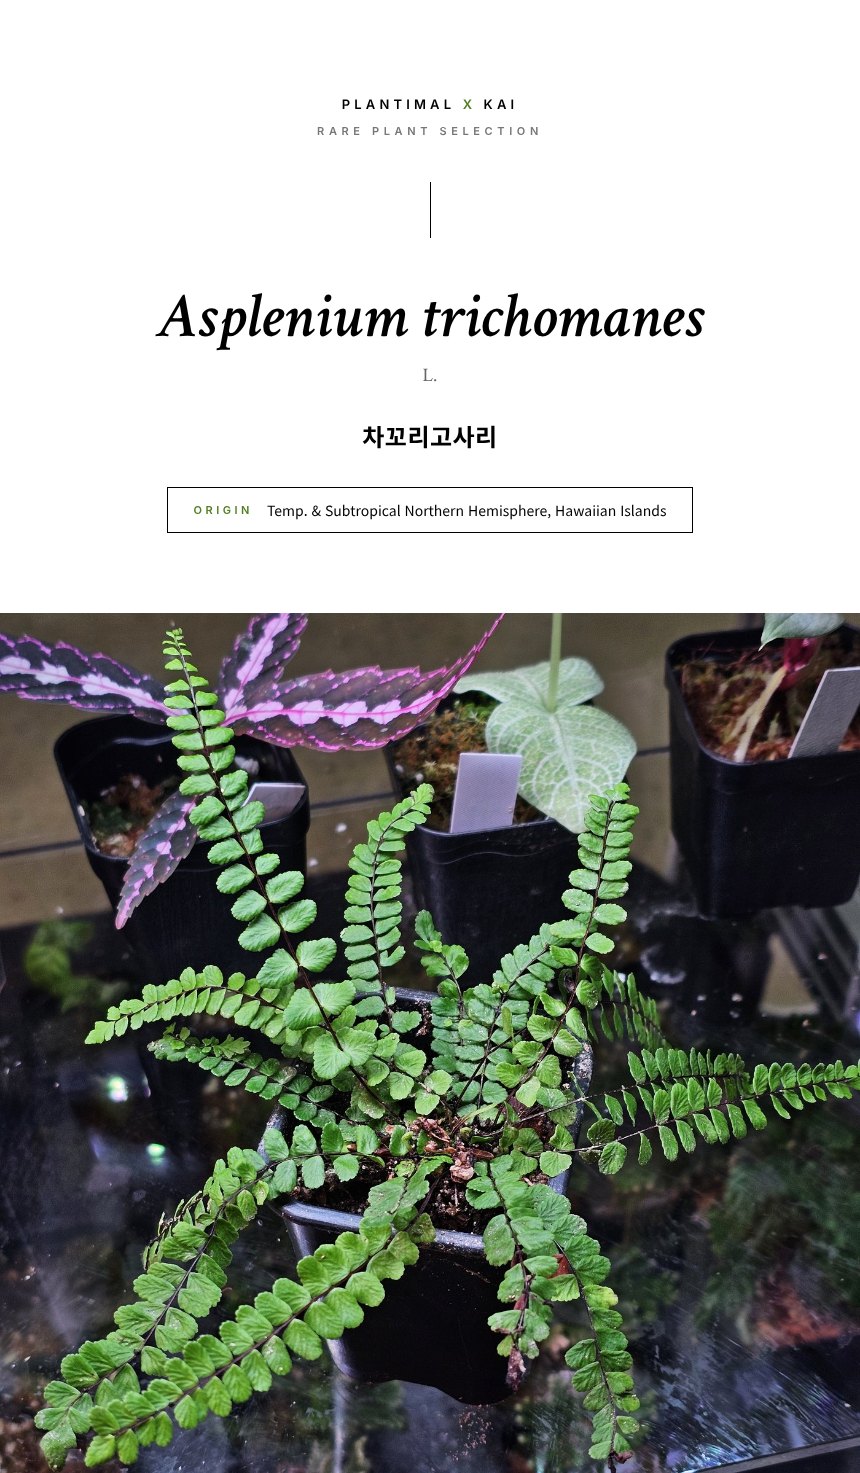 PLANTIMAL X KAI
RARE PLANT SELECTION
Asplenium trichomanes
L.
차꼬리고사리
ORIGIN Temp. & Subtropical Northern Hemisphere, Hawaiian Islands